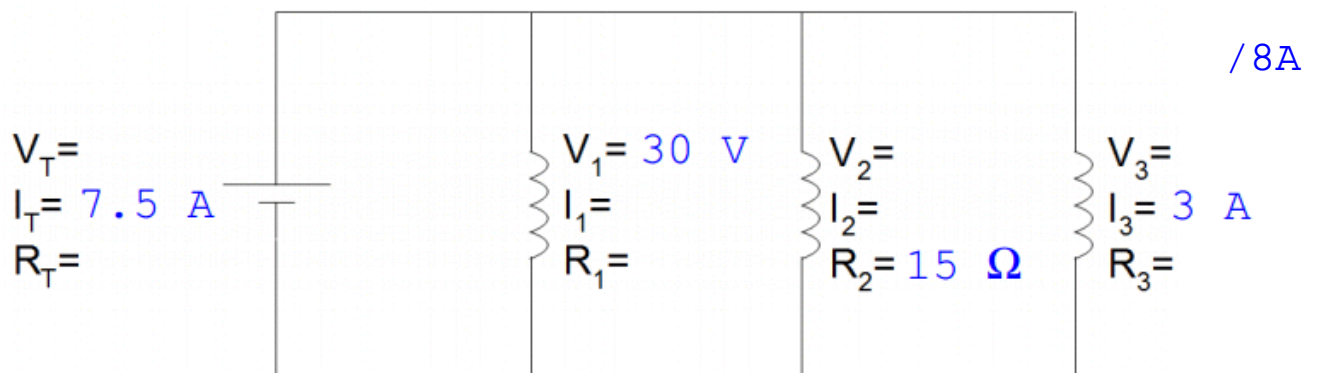 /8A
V_T=
I_T= 7.5 A
R_T=
V_1= 30 V
I_1=
R_1=
V_2=
I_2=
R_2= 15 Ω
V_3=
I_3= 3 A
R_3=